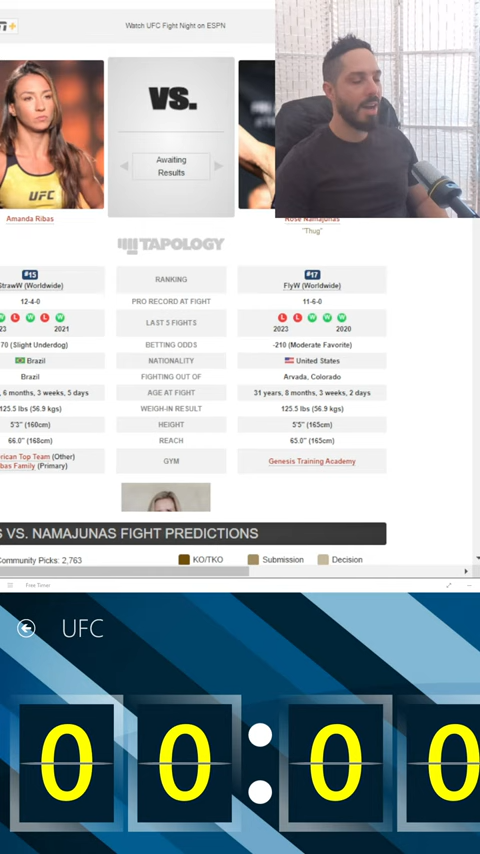 Watch UFC Fight Night on ESPN
VS.
Awaiting
Results
UFC
Amanda Ribas
Rose Namajunas
"Thug"
TAPOLOGY
#15 RANKING #17
StrawW (Worldwide) FlyW (Worldwide)
12-4-0 PRO RECORD AT FIGHT 11-6-0
W L W L W LAST 5 FIGHTS L L W W W
2021 2023 2020
70 (Slight Underdog) BETTING ODDS -210 (Moderate Favorite)
Brazil NATIONALITY United States
Brazil FIGHTING OUT OF Arvada, Colorado
, 6 months, 3 weeks, 5 days AGE AT FIGHT 31 years, 8 months, 3 weeks, 2 days
125.5 lbs (56.9 kgs) WEIGH-IN RESULT 125.5 lbs (56.9 kgs)
5'3" (160cm) HEIGHT 5'5" (165cm)
66.0" (168cm) REACH 65.0" (165cm)
rican Top Team (Other) GYM Genesis Training Academy
bas Family (Primary)
S VS. NAMAJUNAS FIGHT PREDICTIONS
Community Picks: 2,763 KO/TKO Submission Decision
Free Timer
UFC
00:00